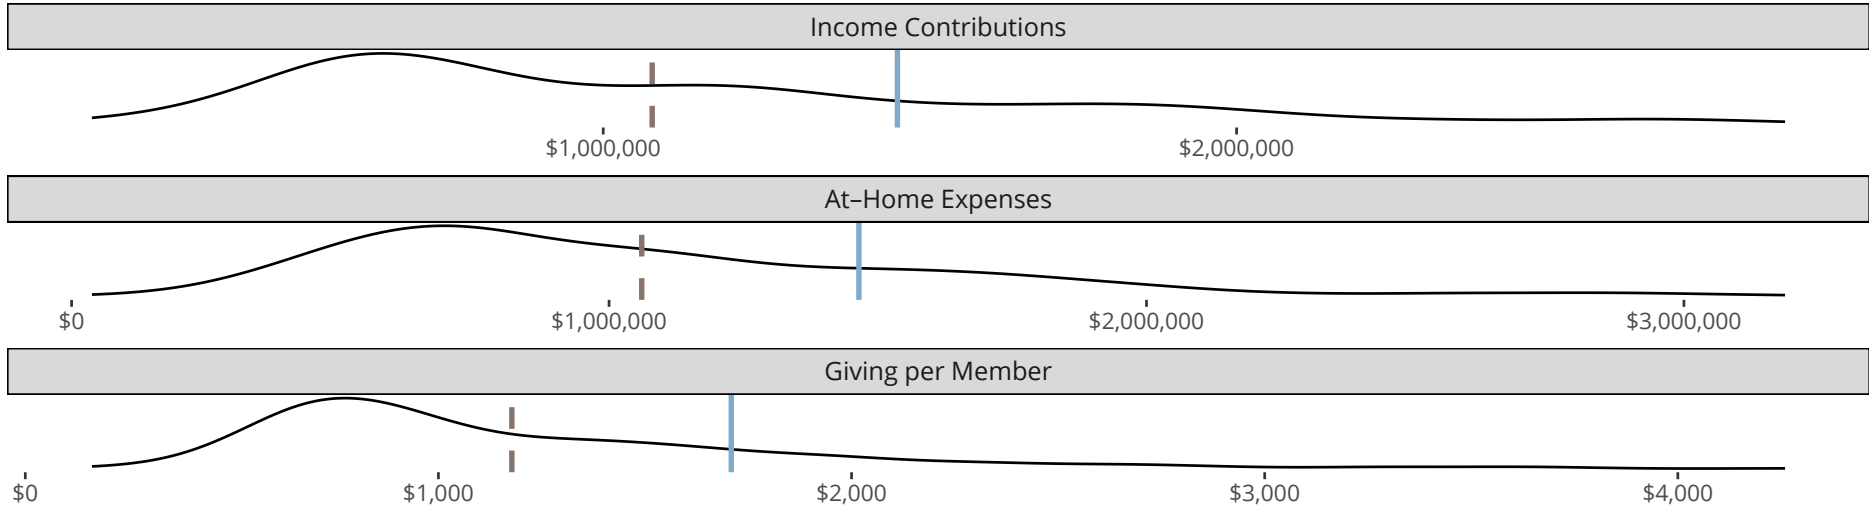 Income Contributions
$1,000,000 $2,000,000
At–Home Expenses
$0 $1,000,000 $2,000,000 $3,000,000
Giving per Member
$0 $1,000 $2,000 $3,000 $4,000